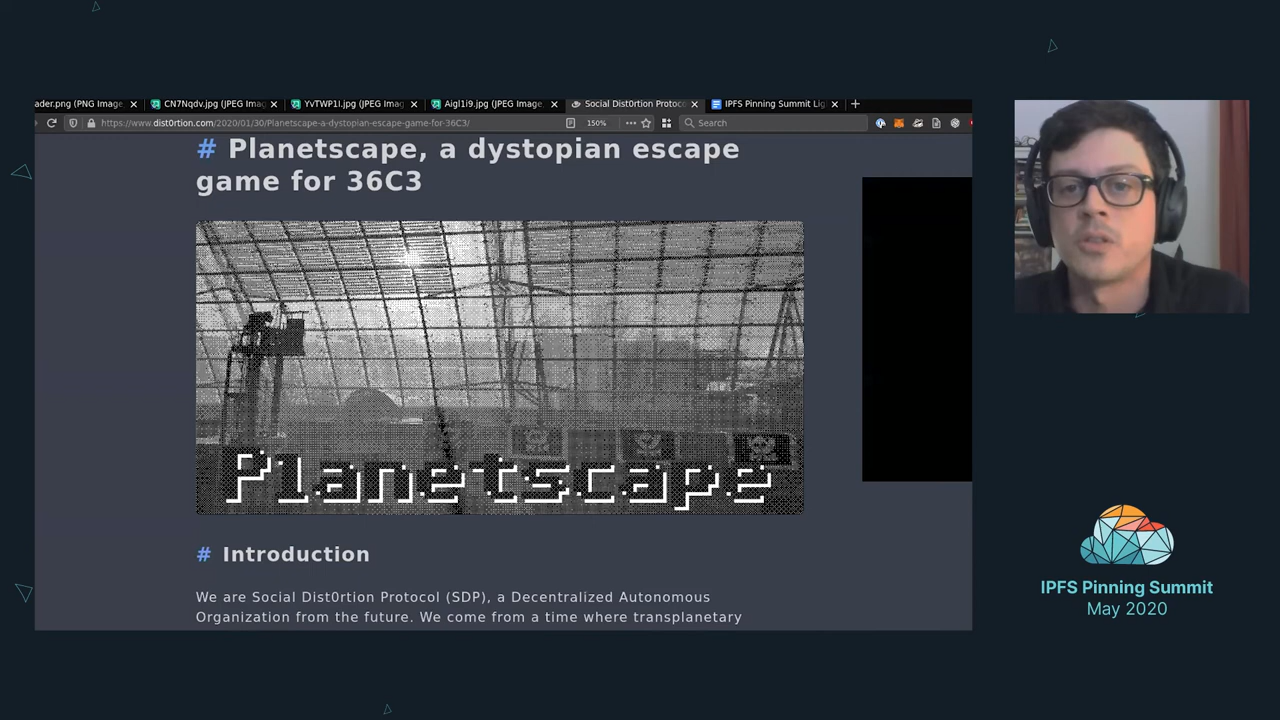 ader.png (PNG Image
CN7Nqdv.jpg (JPEG Imag
YvTWP1I.jpg (JPEG Imag
AigI1i9.jpg (JPEG Image,
Social Dist0rtion Protoco
IPFS Pinning Summit Lig
https://www.dist0rtion.com/2020/01/30/Planetscape-a-dystopian-escape-game-for-36C3/
150%
Search
# Planetscape, a dystopian escape
game for 36C3
Planetscape
# Introduction
We are Social Dist0rtion Protocol (SDP), a Decentralized Autonomous
Organization from the future. We come from a time where transplanetary
IPFS Pinning Summit
May 2020